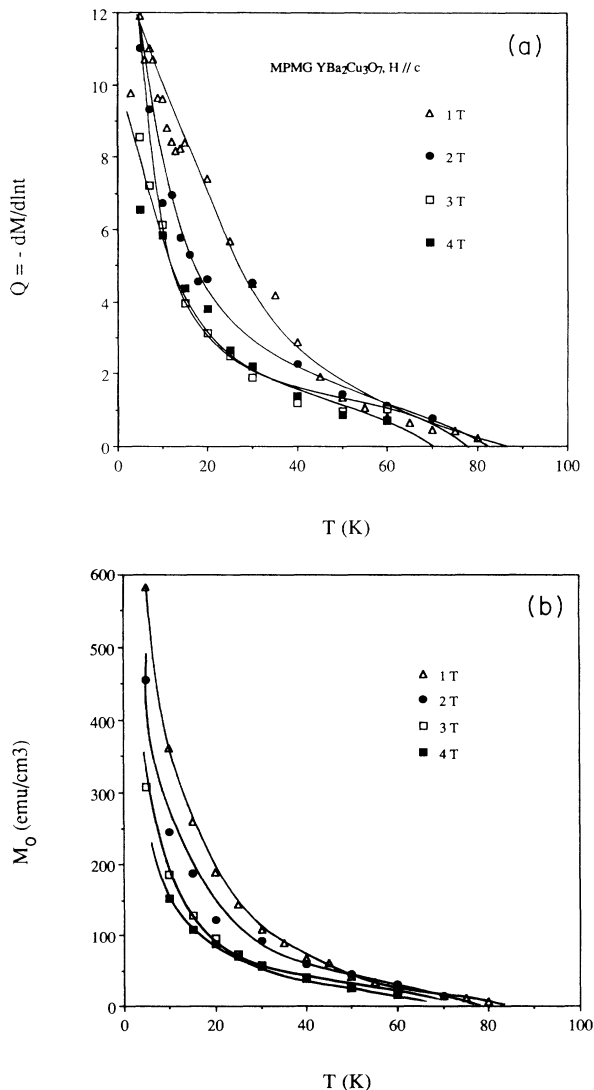 12
(a)
MPMG YBa2Cu3O7, H // c
10
△ 1 T
8
● 2 T
Q = - dM/dlnt
6
□ 3 T
■ 4 T
4
2
0
0 20 40 60 80 100
T (K)
600
(b)
500
△ 1 T
● 2 T
400
□ 3 T
■ 4 T
Mo (emu/cm3)
300
200
100
0
0 20 40 60 80 100
T (K)